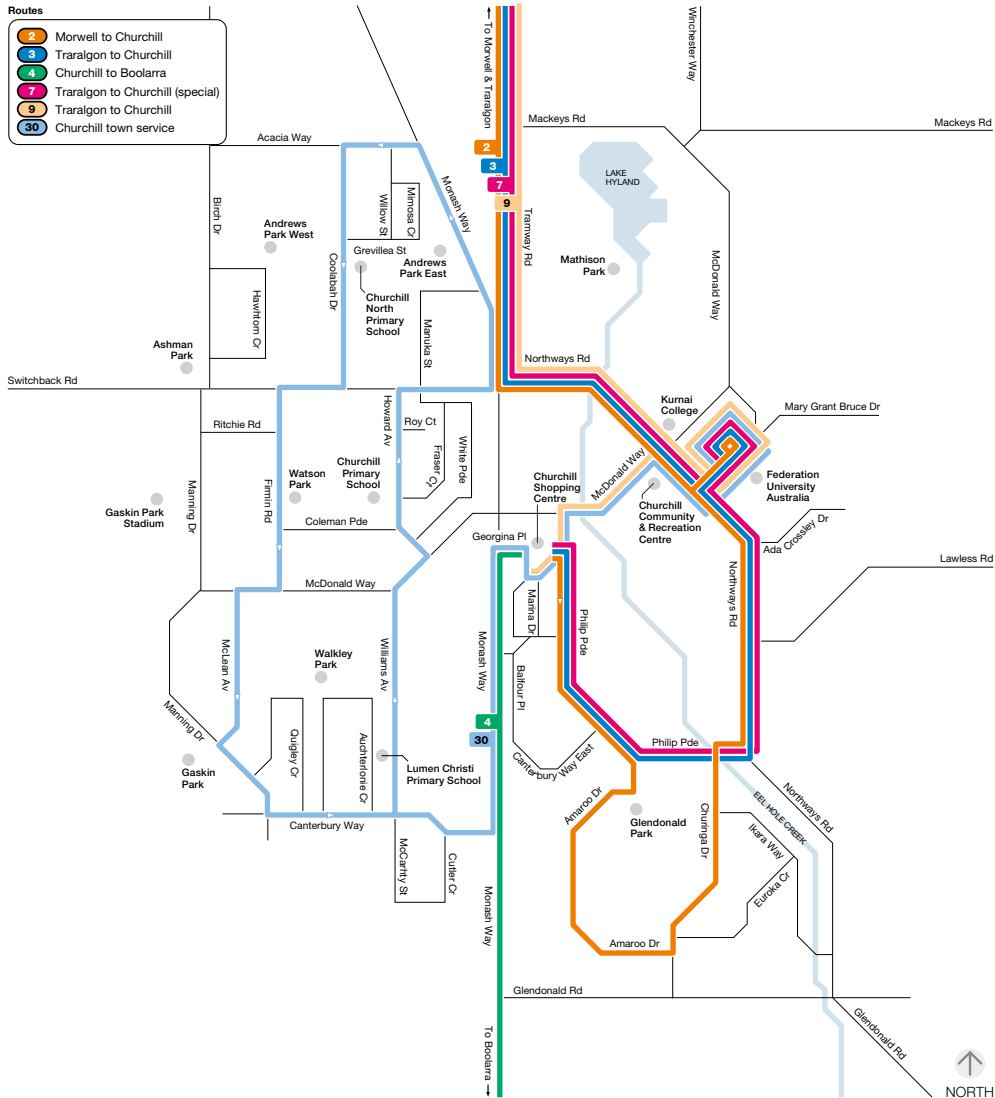 Routes
2 Morwell to Churchill
3 Traralgon to Churchill
4 Churchill to Boolarra
7 Traralgon to Churchill (special)
9 Traralgon to Churchill
30 Churchill town service
To Morwell & Traralgon
Winchester Way
Mackeys Rd
Mackeys Rd
Acacia Way
2
3
7
9
LAKE
HYLAND
Monash Way
Willow St
Mimosa Cr
Birch Dr
Andrews
Park West
Tramway Rd
Grevillea St
Andrews
Park East
Mathison
Park
McDonald Way
Coolabah Dr
Churchill
North
Primary
School
Hawhtorn Cr
Manuka St
Ashman
Park
Northways Rd
Switchback Rd
Kurnai
College
Mary Grant Bruce Dr
Howard Av
Ritchie Rd
Roy Ct
Fraser Ct
White Pde
Churchill
Primary
School
Watson
Park
McDonald Way
Churchill
Shopping
Centre
Federation
University
Australia
Gaskin Park
Stadium
Manning Dr
Firmin Rd
Coleman Pde
Churchill
Community
& Recreation
Centre
Georgina Pl
Ada Crossley Dr
Lawless Rd
McDonald Way
Marina Dr
Northways Rd
Philip Pde
McLean Av
Walkley
Park
Williams Av
Monash Way
Balfour Pl
Manning Dr
4
30
Quigley Cr
Auchterlonie Cr
Philip Pde
Canterbury Way East
Gaskin
Park
Lumen Christi
Primary School
Amaroo Dr
Glendonald
Park
Churinga Dr
EEL HOLE CREEK
Northways Rd
Canterbury Way
Ikara Way
McCarhty St
Cutler Cr
Euroka Cr
Monash Way
Amaroo Dr
Glendonald Rd
Glendonald Rd
To Boolarra
NORTH